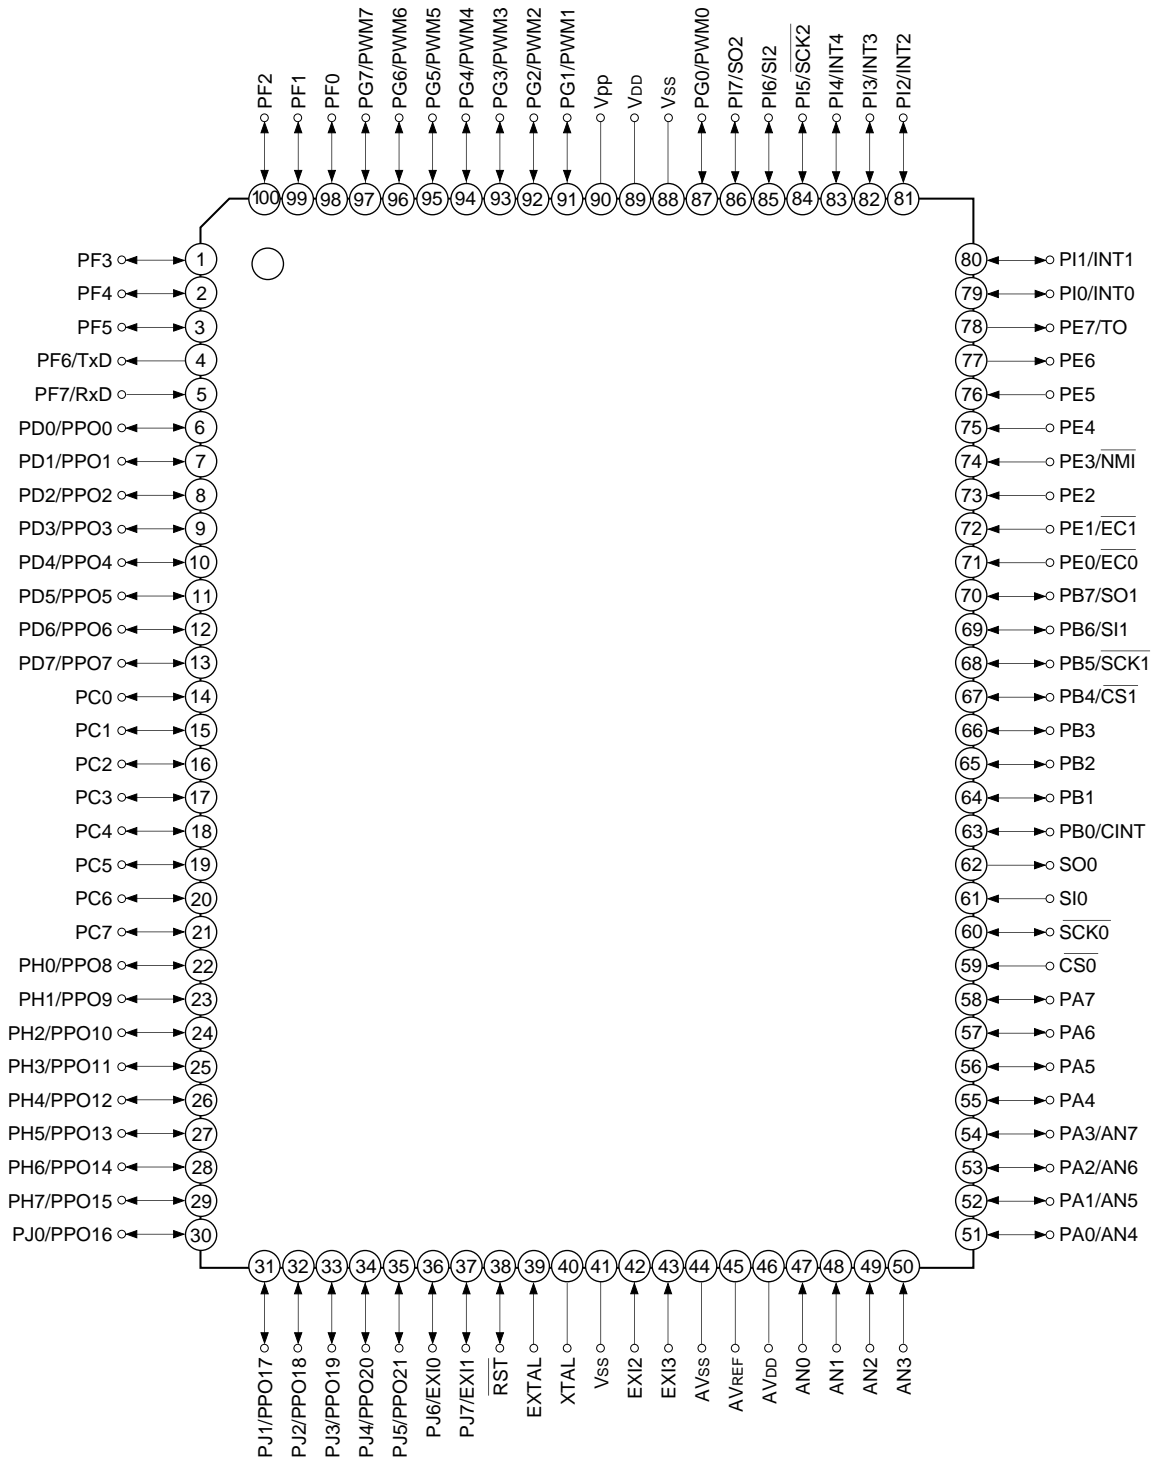 PF2
PF1
PF0
PG7/PWM7
PG6/PWM6
PG5/PWM5
PG4/PWM4
PG3/PWM3
PG2/PWM2
PG1/PWM1
Vpp
VDD
VSS
PG0/PWM0
PI7/SO2
PI6/SI2
PI5/SCK2
PI4/INT4
PI3/INT3
PI2/INT2
100 99 98 97 96 95 94 93 92 91 90 89 88 87 86 85 84 83 82 81
PF3 1 80 PI1/INT1
PF4 2 79 PI0/INT0
PF5 3 78 PE7/TO
PF6/TxD 4 77 PE6
PF7/RxD 5 76 PE5
PD0/PPO0 6 75 PE4
PD1/PPO1 7 74 PE3/NMI
PD2/PPO2 8 73 PE2
PD3/PPO3 9 72 PE1/EC1
PD4/PPO4 10 71 PE0/EC0
PD5/PPO5 11 70 PB7/SO1
PD6/PPO6 12 69 PB6/SI1
PD7/PPO7 13 68 PB5/SCK1
PC0 14 67 PB4/CS1
PC1 15 66 PB3
PC2 16 65 PB2
PC3 17 64 PB1
PC4 18 63 PB0/CINT
PC5 19 62 SO0
PC6 20 61 SI0
PC7 21 60 SCK0
PH0/PPO8 22 59 CS0
PH1/PPO9 23 58 PA7
PH2/PPO10 24 57 PA6
PH3/PPO11 25 56 PA5
PH4/PPO12 26 55 PA4
PH5/PPO13 27 54 PA3/AN7
PH6/PPO14 28 53 PA2/AN6
PH7/PPO15 29 52 PA1/AN5
PJ0/PPO16 30 51 PA0/AN4
31 32 33 34 35 36 37 38 39 40 41 42 43 44 45 46 47 48 49 50
PJ1/PPO17
PJ2/PPO18
PJ3/PPO19
PJ4/PPO20
PJ5/PPO21
PJ6/EXI0
PJ7/EXI1
RST
EXTAL
XTAL
VSS
EXI2
EXI3
AVSS
AVREF
AVDD
AN0
AN1
AN2
AN3